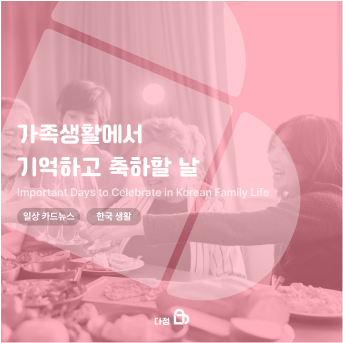 가족생활에서
기억하고 축하할 날
Important Days to Celebrate in Korean Family Life
일상 카드뉴스 한국 생활
다정